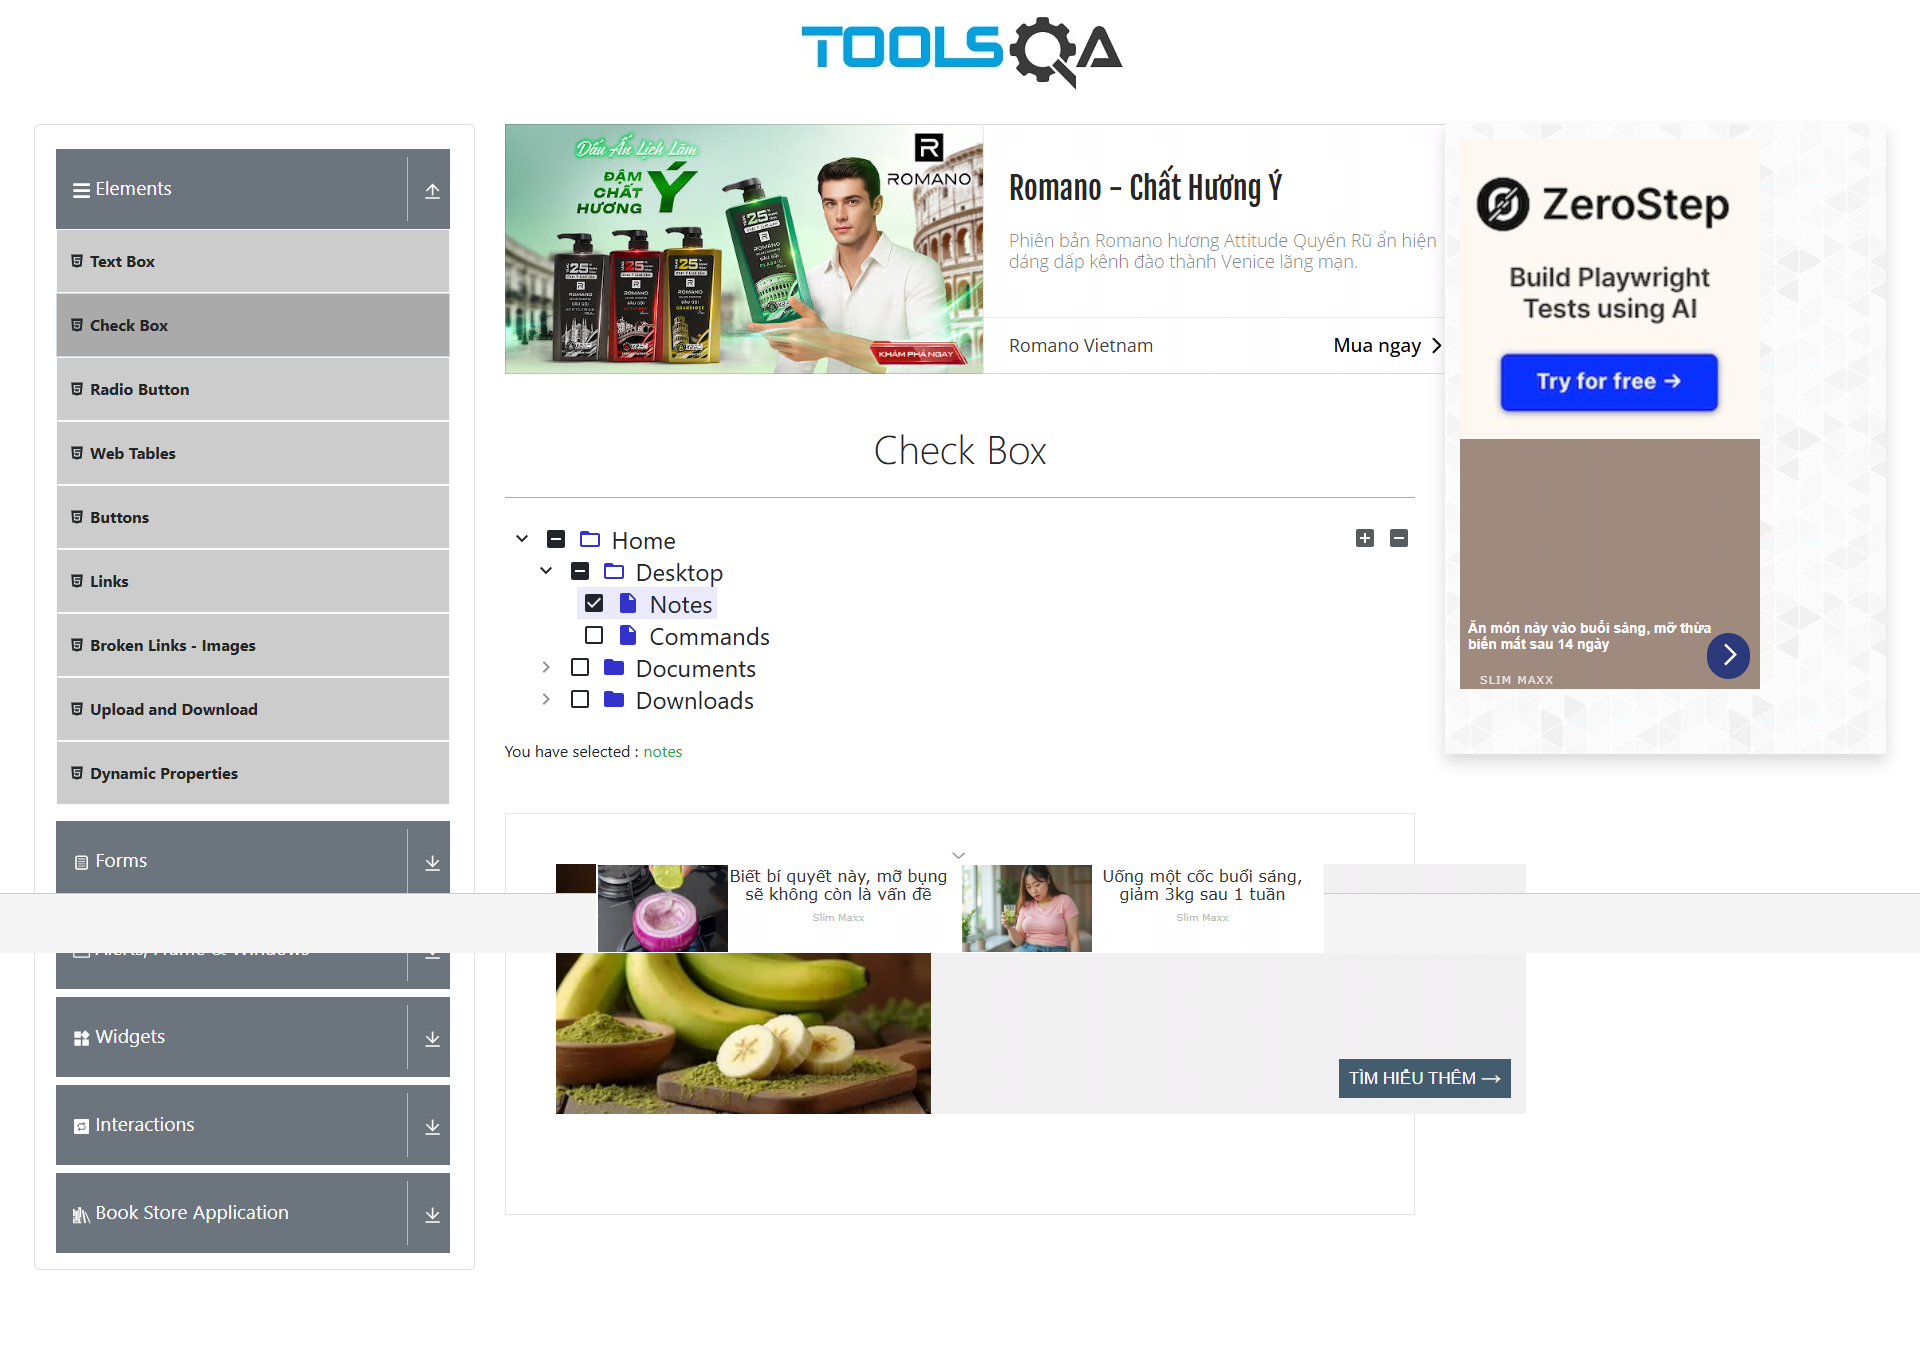 TOOLSQA
Elements
Text Box
Check Box
Radio Button
Web Tables
Buttons
Links
Broken Links - Images
Upload and Download
Dynamic Properties
Forms
Alerts, Frame & Windows
Widgets
Interactions
Book Store Application
Dấu Ấn Lịch Lãm
ĐẬM
CHẤT
HƯƠNG
Ý
R
ROMANO
KHÁM PHÁ NGAY
Romano - Chất Hương Ý
Phiên bản Romano hương Attitude Quyến Rũ ẩn hiện
dáng dấp kênh đào thành Venice lãng mạn.
Romano Vietnam
Mua ngay
Check Box
Home
Desktop
Notes
Commands
Documents
Downloads
You have selected : notes
ZeroStep
Build Playwright
Tests using AI
Try for free →
Ăn món này vào buổi sáng, mỡ thừa
biến mất sau 14 ngày
SLIM MAXX
Biết bí quyết này, mỡ bụng
sẽ không còn là vấn đề
Slim Maxx
Uống một cốc buổi sáng,
giảm 3kg sau 1 tuần
Slim Maxx
TÌM HIỂU THÊM →